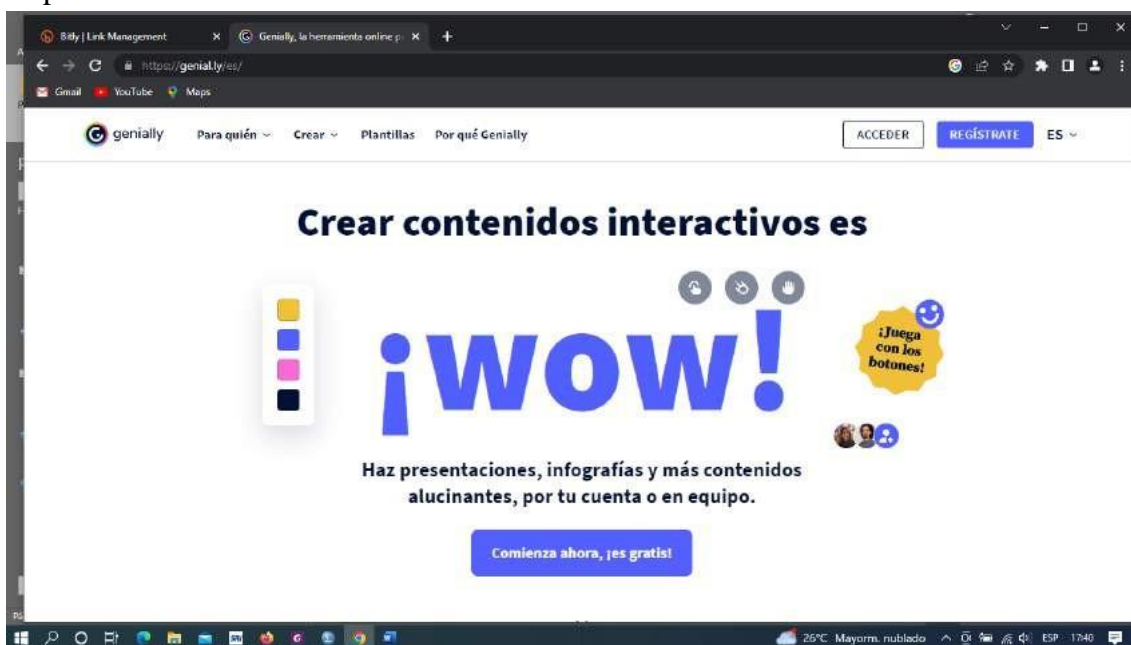 Bitly | Link Management
Genially, la herramienta online p
https://genial.ly/es/
Gmail YouTube Maps
genially Para quién Crear Plantillas Por qué Genially ACCEDER REGÍSTRATE ES
Crear contenidos interactivos es
¡WOW!
¡Juega
con los
botones!
Haz presentaciones, infografías y más contenidos
alucinantes, por tu cuenta o en equipo.
Comienza ahora, ¡es gratis!
26°C Mayorm. nublado ESP 17:40